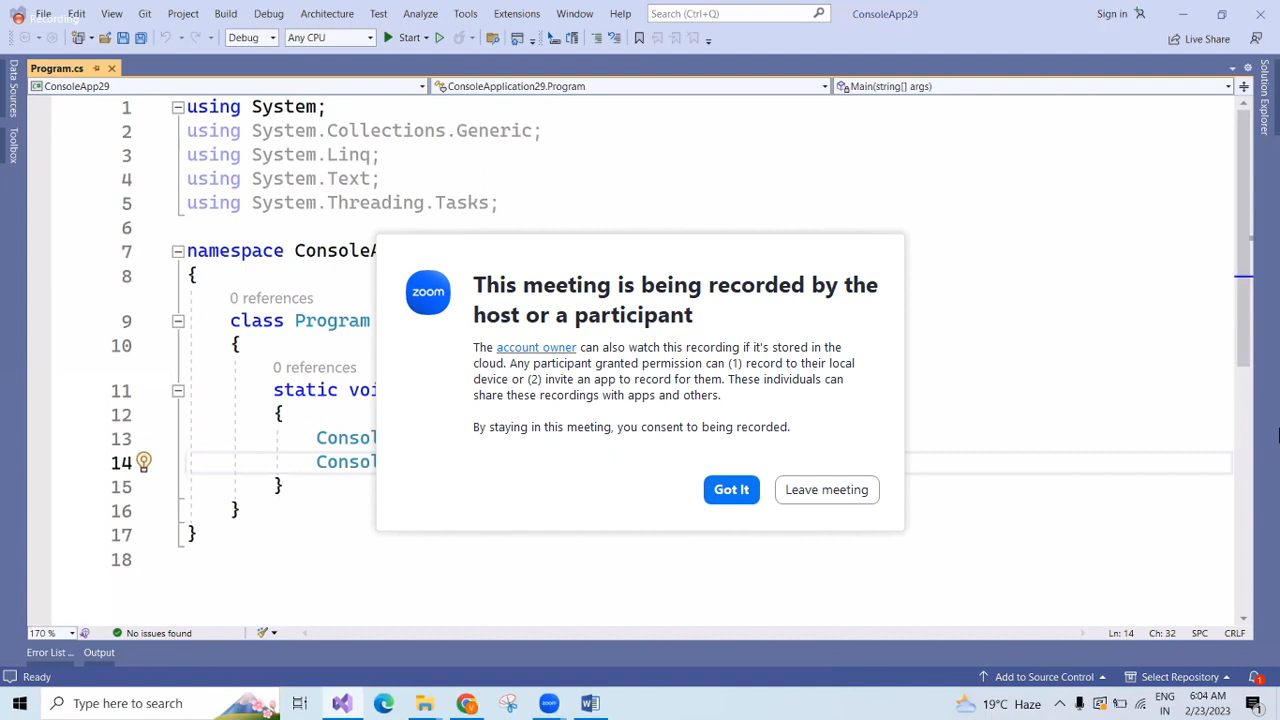 Recording
File
Edit View Git Project Build Debug Architecture Test Analyze Tools Extensions Window Help Search (Ctrl+Q) ConsoleApp29 Sign in
Debug Any CPU Start Live Share
Program.cs
ConsoleApp29 ConsoleApplication29.Program Main(string[] args)
Data Sources
Toolbox
Solution Explorer
1 using System;
2 using System.Collections.Generic;
3 using System.Linq;
4 using System.Text;
5 using System.Threading.Tasks;
6
7 namespace ConsoleA
8 {
0 references
9 class Program
10 {
0 references
11 static voi
12 {
13 Consol
14 Consol
15 }
16 }
17 }
18
zoom
This meeting is being recorded by the
host or a participant
The account owner can also watch this recording if it's stored in the
cloud. Any participant granted permission can (1) record to their local
device or (2) invite an app to record for them. These individuals can
share these recordings with apps and others.
By staying in this meeting, you consent to being recorded.
Got It Leave meeting
170 % No issues found Ln: 14 Ch: 32 SPC CRLF
Error List ... Output
Ready Add to Source Control Select Repository 1
Type here to search zoom 19°C Haze ENG 6:04 AM
IN 2/23/2023 1